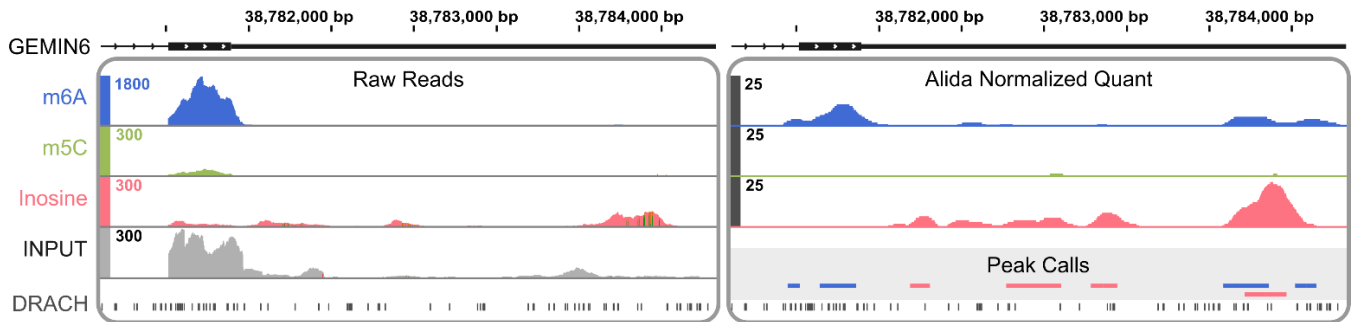 38,782,000 bp 38,783,000 bp 38,784,000 bp 38,782,000 bp 38,783,000 bp 38,784,000 bp
GEMIN6
Raw Reads Alida Normalized Quant
m6A 1800 25
m5C 300 25
Inosine 300 25
INPUT 300
Peak Calls
DRACH